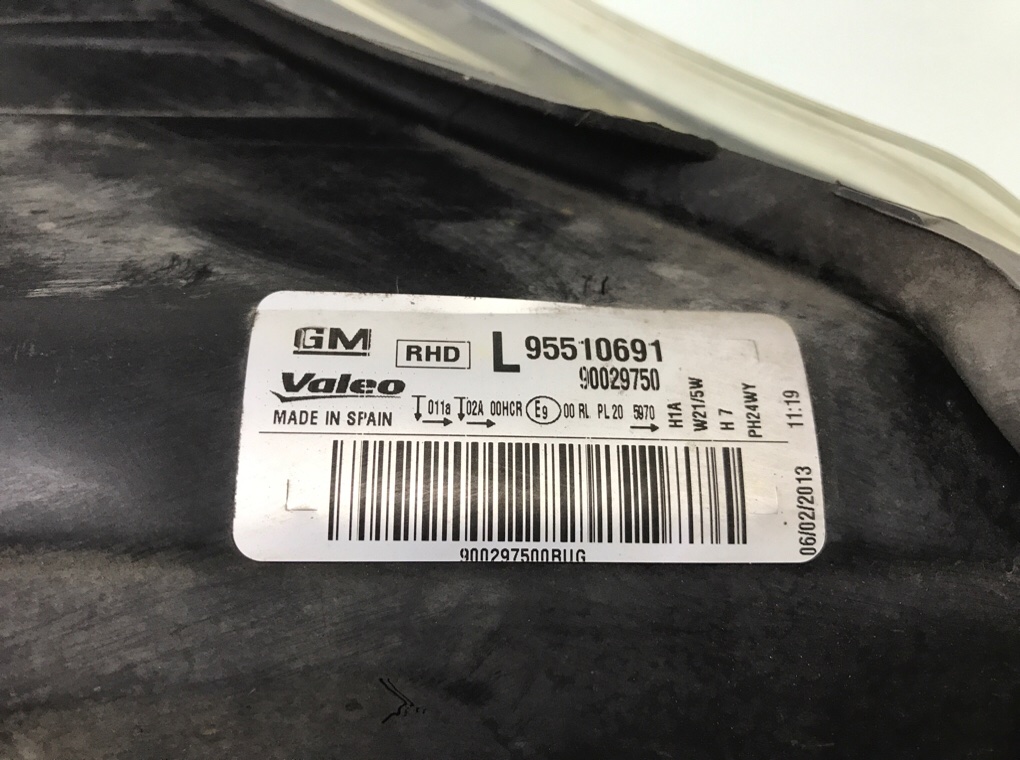 GM RHD L 95510691
90029750
Valeo
MADE IN SPAIN
011a 02A 00HCR E9 00 RL PL 20 5970
H1A
W21/5W
H 7
PH24WY
11:19
06/02/2013
900297500RUG